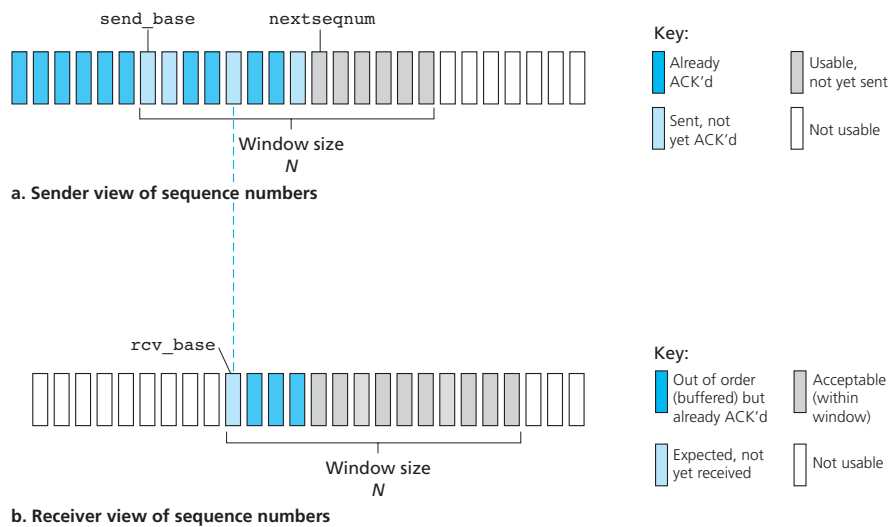 send_base
nextseqnum
Window size
N
a. Sender view of sequence numbers
Key:
Already
ACK'd
Usable,
not yet sent
Sent, not
yet ACK'd
Not usable
rcv_base
Window size
N
b. Receiver view of sequence numbers
Key:
Out of order
(buffered) but
already ACK'd
Acceptable
(within
window)
Expected, not
yet received
Not usable